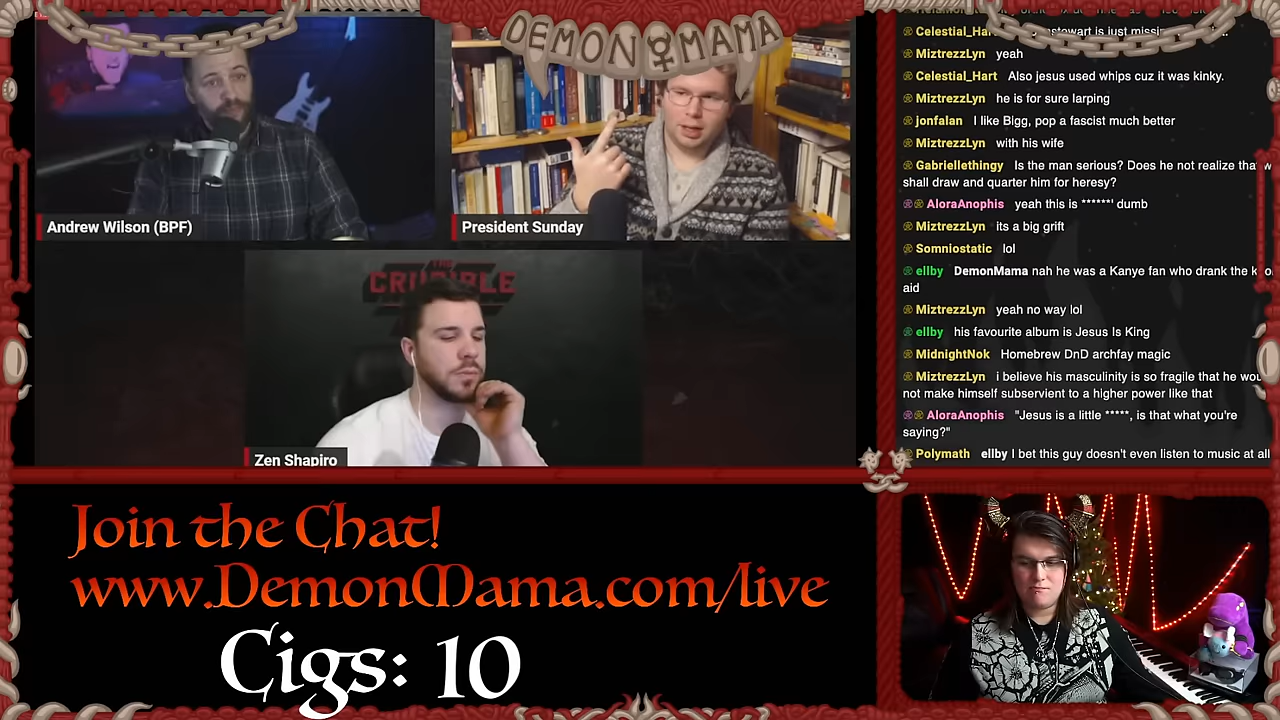 DEMON MAMA
Andrew Wilson (BPF)
President Sunday
THE
CRUCIBLE
Zen Shapiro
Celestial_Har
MiztrezzLyn yeah
Celestial_Hart Also jesus used whips cuz it was kinky.
MiztrezzLyn he is for sure larping
jonfalan I like BIgg, pop a fascist much better
MiztrezzLyn with his wife
Gabriellethingy Is the man serious? Does he not realize that
shall draw and quarter him for heresy?
AloraAnophis yeah this is ******' dumb
MiztrezzLyn its a big grift
Somniostatic lol
ellby DemonMama nah he was a Kanye fan who drank the
aid
MiztrezzLyn yeah no way lol
ellby his favourite album is Jesus Is King
MidnightNok Homebrew DnD archfay magic
MiztrezzLyn i believe his masculinity is so fragile that he wou
not make himself subservient to a higher power like that
AloraAnophis "Jesus is a little *****, is that what you're
saying?"
Polymath ellby I bet this guy doesn't even listen to music at all
Join the Chat!
www.DemonMama.com/live
Cigs: 10